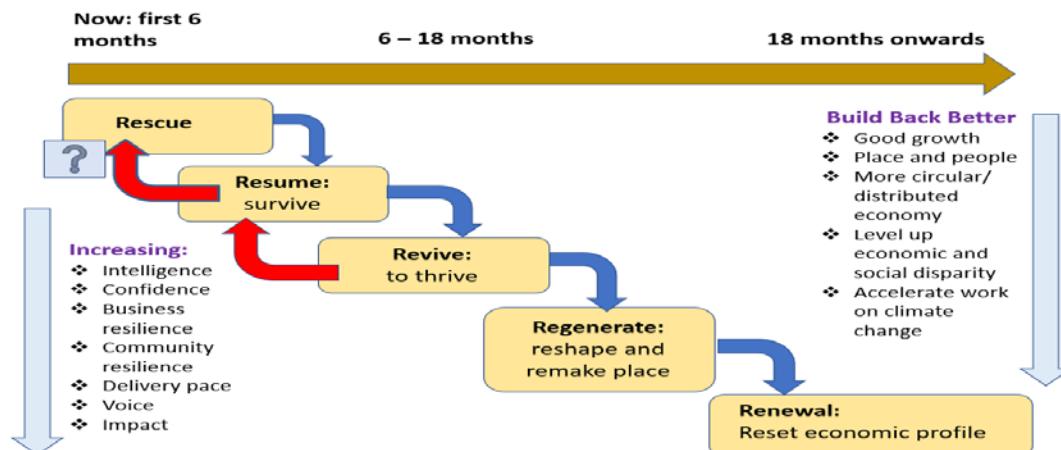 Now: first 6
months
6 – 18 months
18 months onwards
Rescue
?
Resume:
survive
Revive:
to thrive
Regenerate:
reshape and
remake place
Renewal:
Reset economic profile
Increasing:
❖ Intelligence
❖ Confidence
❖ Business
resilience
❖ Community
resilience
❖ Delivery pace
❖ Voice
❖ Impact
Build Back Better
❖ Good growth
❖ Place and people
❖ More circular/
distributed
economy
❖ Level up
economic and
social disparity
❖ Accelerate work
on climate
change